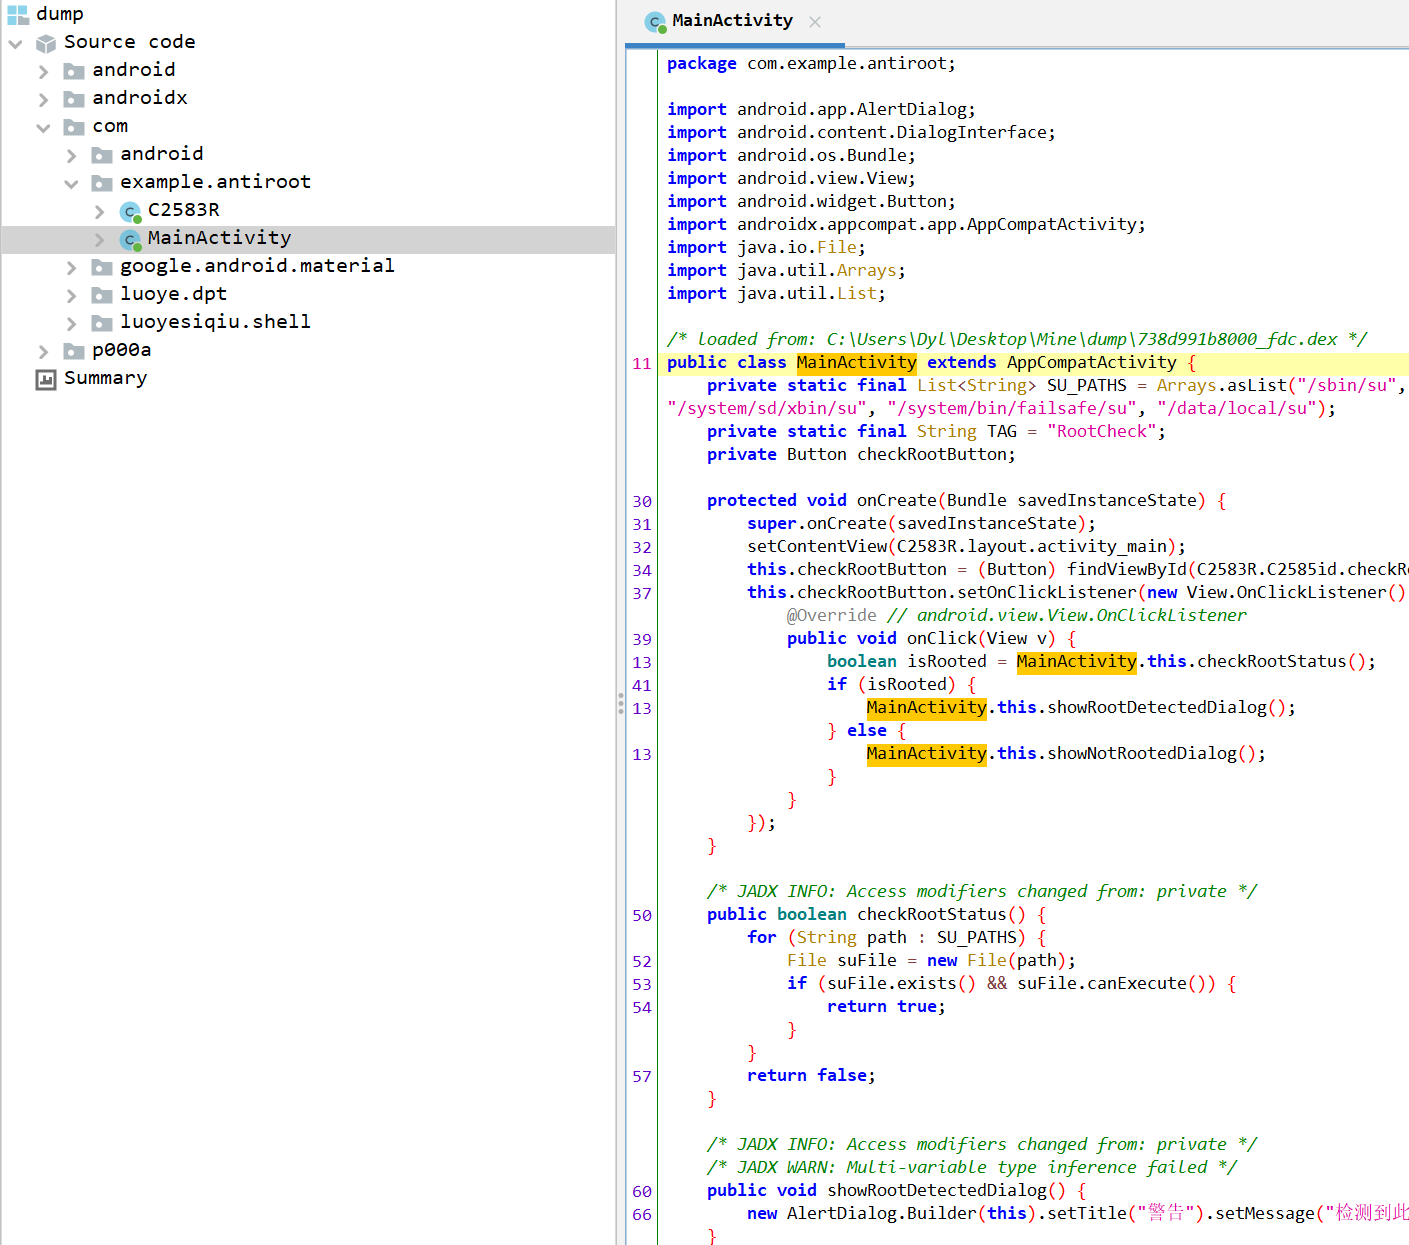 dump
Source code
android
androidx
com
android
example.antiroot
C2583R
MainActivity
google.android.material
luoye.dpt
luoyesiqiu.shell
p000a
Summary
MainActivity
package com.example.antiroot;
import android.app.AlertDialog;
import android.content.DialogInterface;
import android.os.Bundle;
import android.view.View;
import android.widget.Button;
import androidx.appcompat.app.AppCompatActivity;
import java.io.File;
import java.util.Arrays;
import java.util.List;
/* loaded from: C:\Users\Dyl\Desktop\Mine\dump\738d991b8000_fdc.dex */
11 public class MainActivity extends AppCompatActivity {
private static final List<String> SU_PATHS = Arrays.asList("/sbin/su",
"/system/sd/xbin/su", "/system/bin/failsafe/su", "/data/local/su");
private static final String TAG = "RootCheck";
private Button checkRootButton;
30 protected void onCreate(Bundle savedInstanceState) {
31 super.onCreate(savedInstanceState);
32 setContentView(C2583R.layout.activity_main);
34 this.checkRootButton = (Button) findViewById(C2583R.C2585id.checkR
37 this.checkRootButton.setOnClickListener(new View.OnClickListener()
@Override // android.view.View.OnClickListener
39 public void onClick(View v) {
13 boolean isRooted = MainActivity.this.checkRootStatus();
41 if (isRooted) {
13 MainActivity.this.showRootDetectedDialog();
} else {
13 MainActivity.this.showNotRootedDialog();
}
}
});
}
/* JADX INFO: Access modifiers changed from: private */
50 public boolean checkRootStatus() {
for (String path : SU_PATHS) {
52 File suFile = new File(path);
53 if (suFile.exists() && suFile.canExecute()) {
54 return true;
}
}
57 return false;
}
/* JADX INFO: Access modifiers changed from: private */
/* JADX WARN: Multi-variable type inference failed */
60 public void showRootDetectedDialog() {
66 new AlertDialog.Builder(this).setTitle("警告").setMessage("检测到此
}